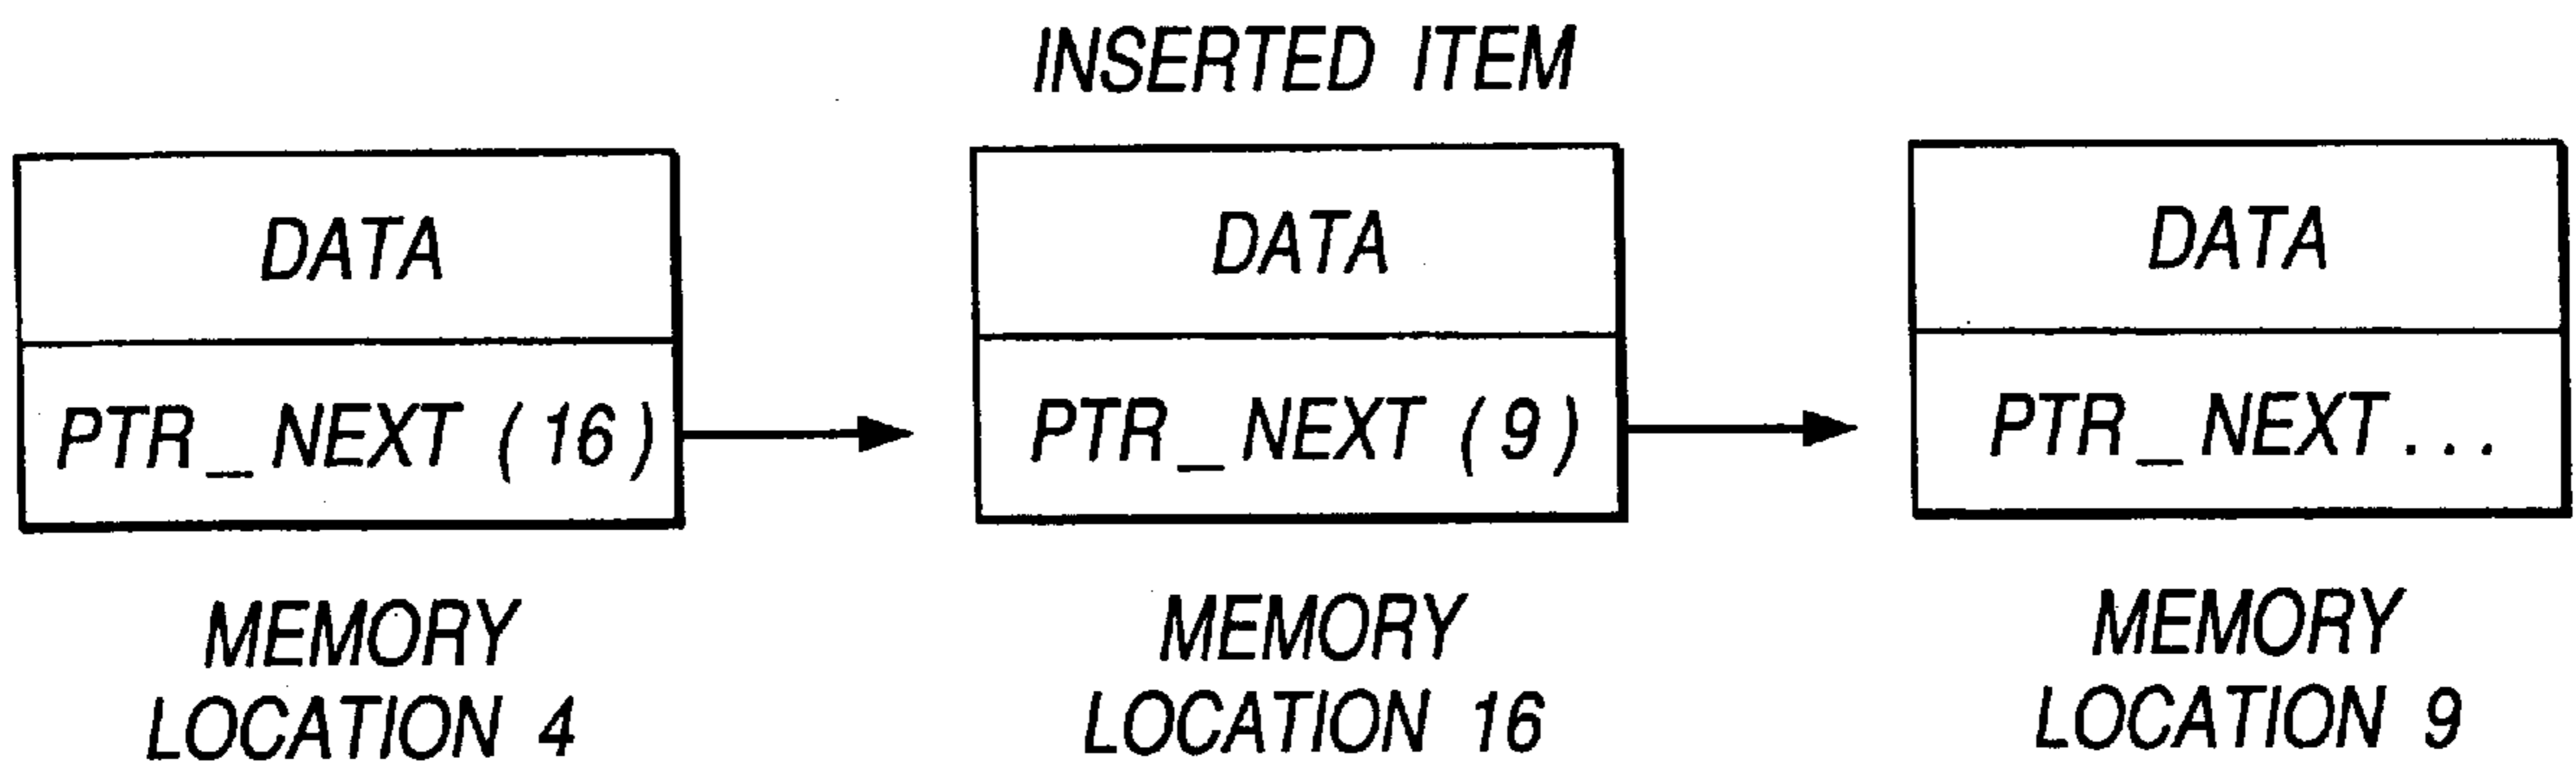 INSERTED ITEM
DATA
PTR_NEXT (16)
MEMORY
LOCATION 4
DATA
PTR_NEXT (9)
MEMORY
LOCATION 16
DATA
PTR_NEXT...
MEMORY
LOCATION 9